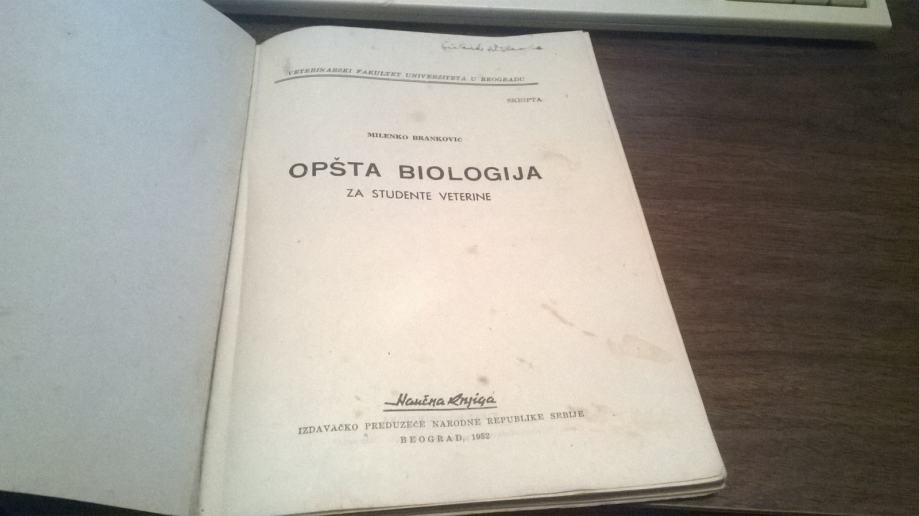 VETERINARSKI FAKULTET UNIVERZITETA U BEOGRADU
SKRIPTA
MILENKO BRANKOVIĆ
OPŠTA BIOLOGIJA
ZA STUDENTE VETERINE
Naučna Knjiga
IZDAVAČKO PREDUZEĆE NARODNE REPUBLIKE SRBIJE
BEOGRAD, 1952